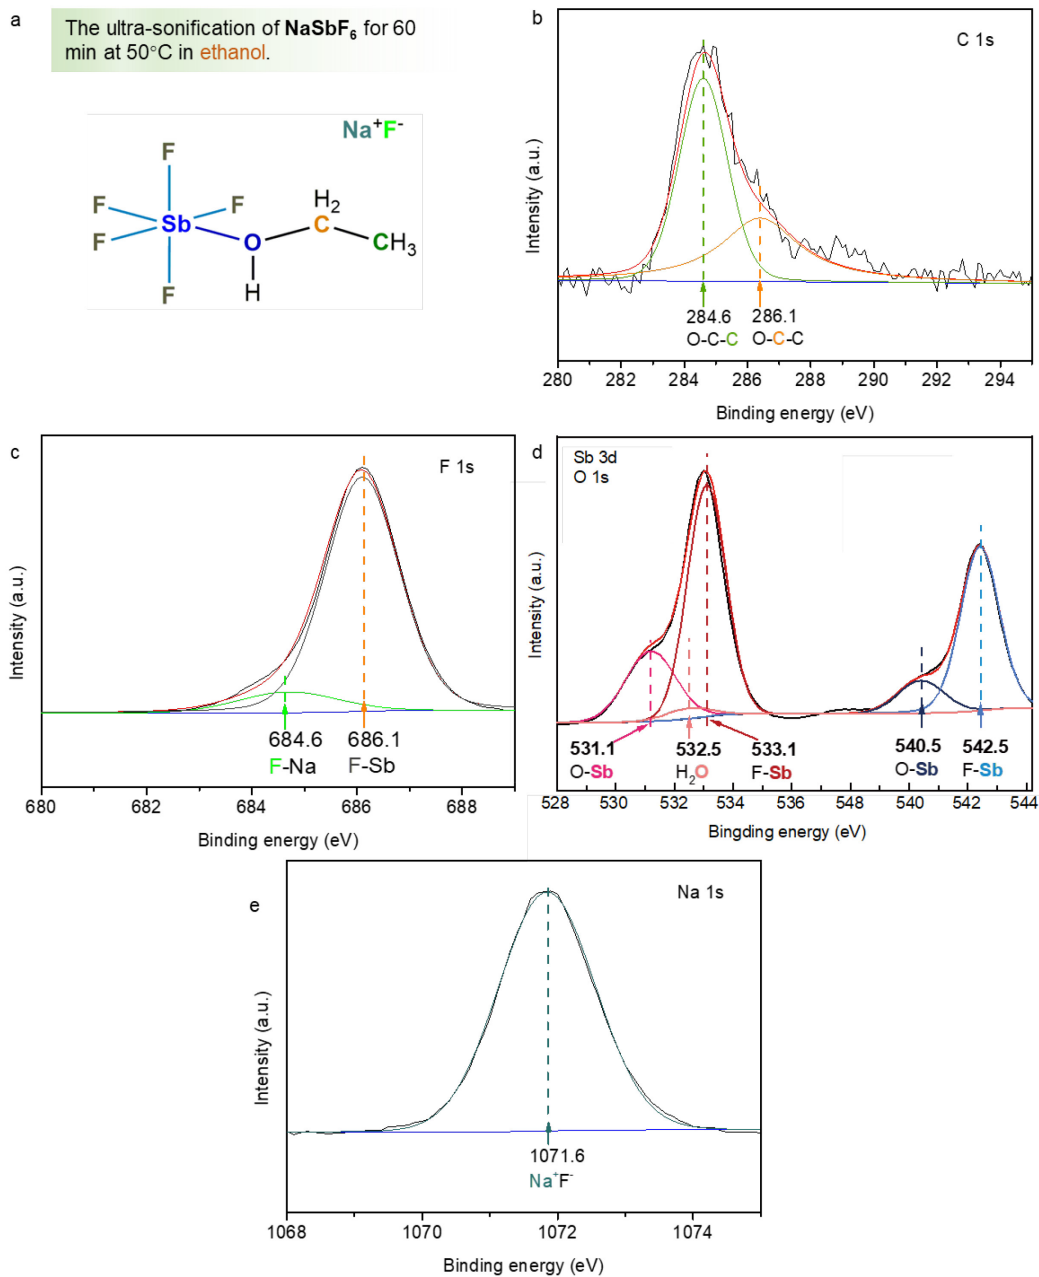 a
The ultra-sonification of NaSbF6 for 60
min at 50°C in ethanol.
Na+F-
F
F
F
Sb
F
H2
C
O
CH3
F
H
b
C 1s
Intensity (a.u.)
284.6
286.1
O-C-C
O-C-C
280
282
284
286
288
290
292
294
Binding energy (eV)
c
F 1s
Intensity (a.u.)
684.6
686.1
F-Na
F-Sb
680
682
684
686
688
Binding energy (eV)
d
Sb 3d
O 1s
Intensity (a.u.)
531.1
532.5
533.1
540.5
542.5
O-Sb
H2O
F-Sb
O-Sb
F-Sb
528
530
532
534
536
548
540
542
544
Bingding energy (eV)
e
Na 1s
Intensity (a.u.)
1071.6
Na+F-
1068
1070
1072
1074
Binding energy (eV)